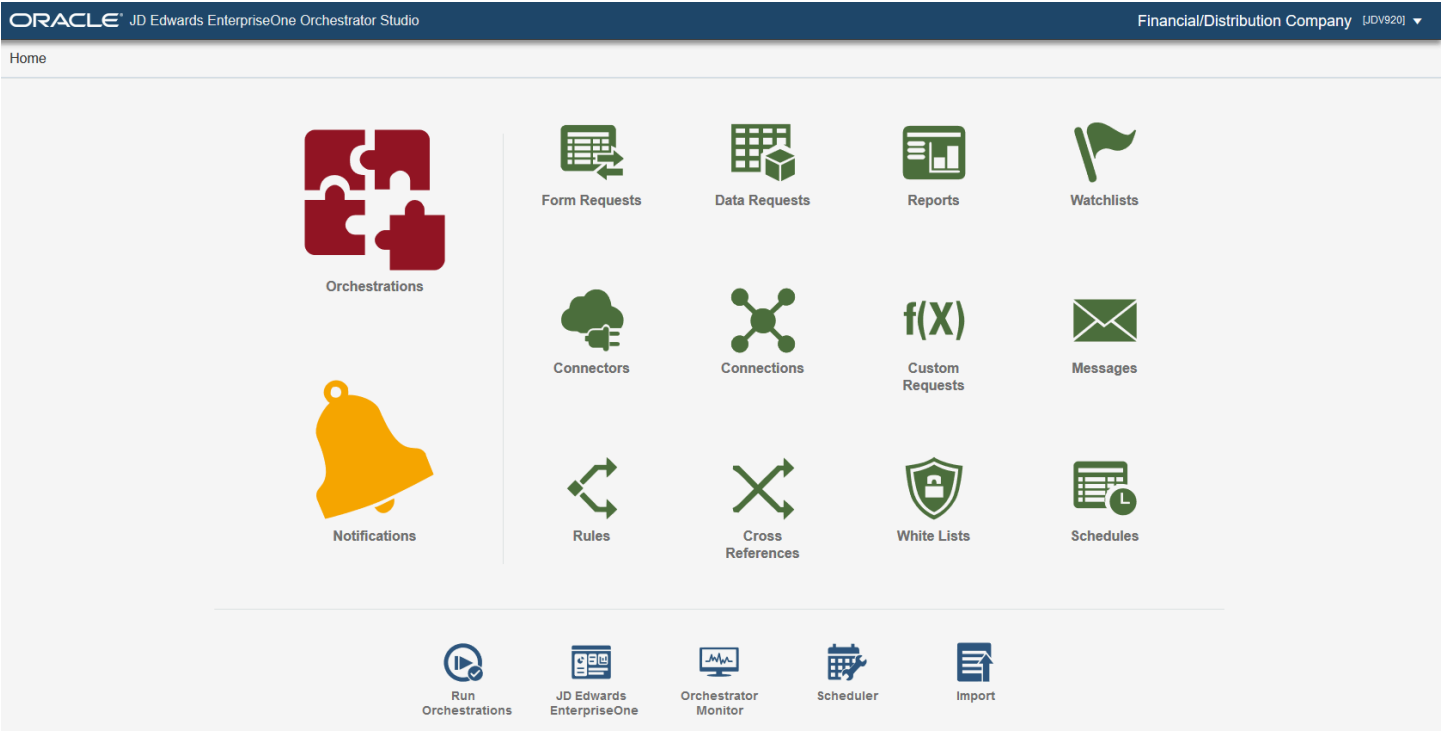 ORACLE® JD Edwards EnterpriseOne Orchestrator Studio
Financial/Distribution Company [JDV920]
Home
Orchestrations
Notifications
Form Requests
Data Requests
Reports
Watchlists
Connectors
Connections
f(X)
Custom
Requests
Messages
Rules
Cross
References
White Lists
Schedules
Run
Orchestrations
JD Edwards
EnterpriseOne
Orchestrator
Monitor
Scheduler
Import